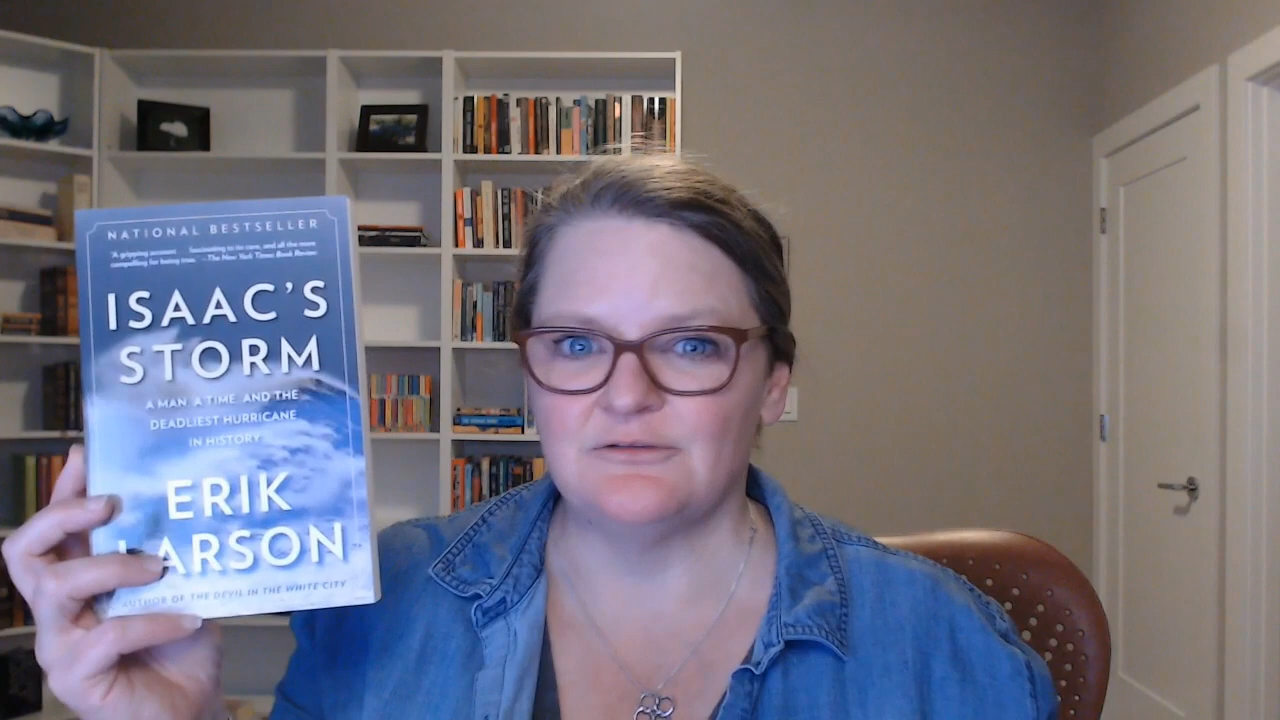 NATIONAL BESTSELLER
"A gripping account ... fascinating to its core, and all the more
compelling for being true." —The New York Times Book Review
ISAAC'S
STORM
A MAN, A TIME, AND THE
DEADLIEST HURRICANE
IN HISTORY
ERIK
LARSON
AUTHOR OF THE DEVIL IN THE WHITE CITY